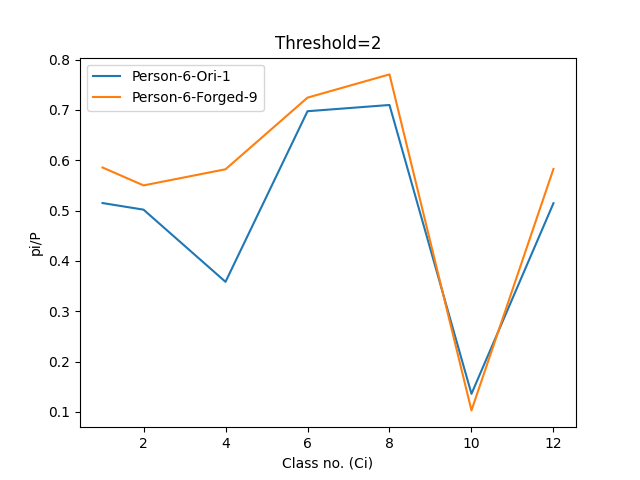 Threshold=2
Person-6-Ori-1
Person-6-Forged-9
pi/P
0.8
0.7
0.6
0.5
0.4
0.3
0.2
0.1
2 4 6 8 10 12
Class no. (Ci)